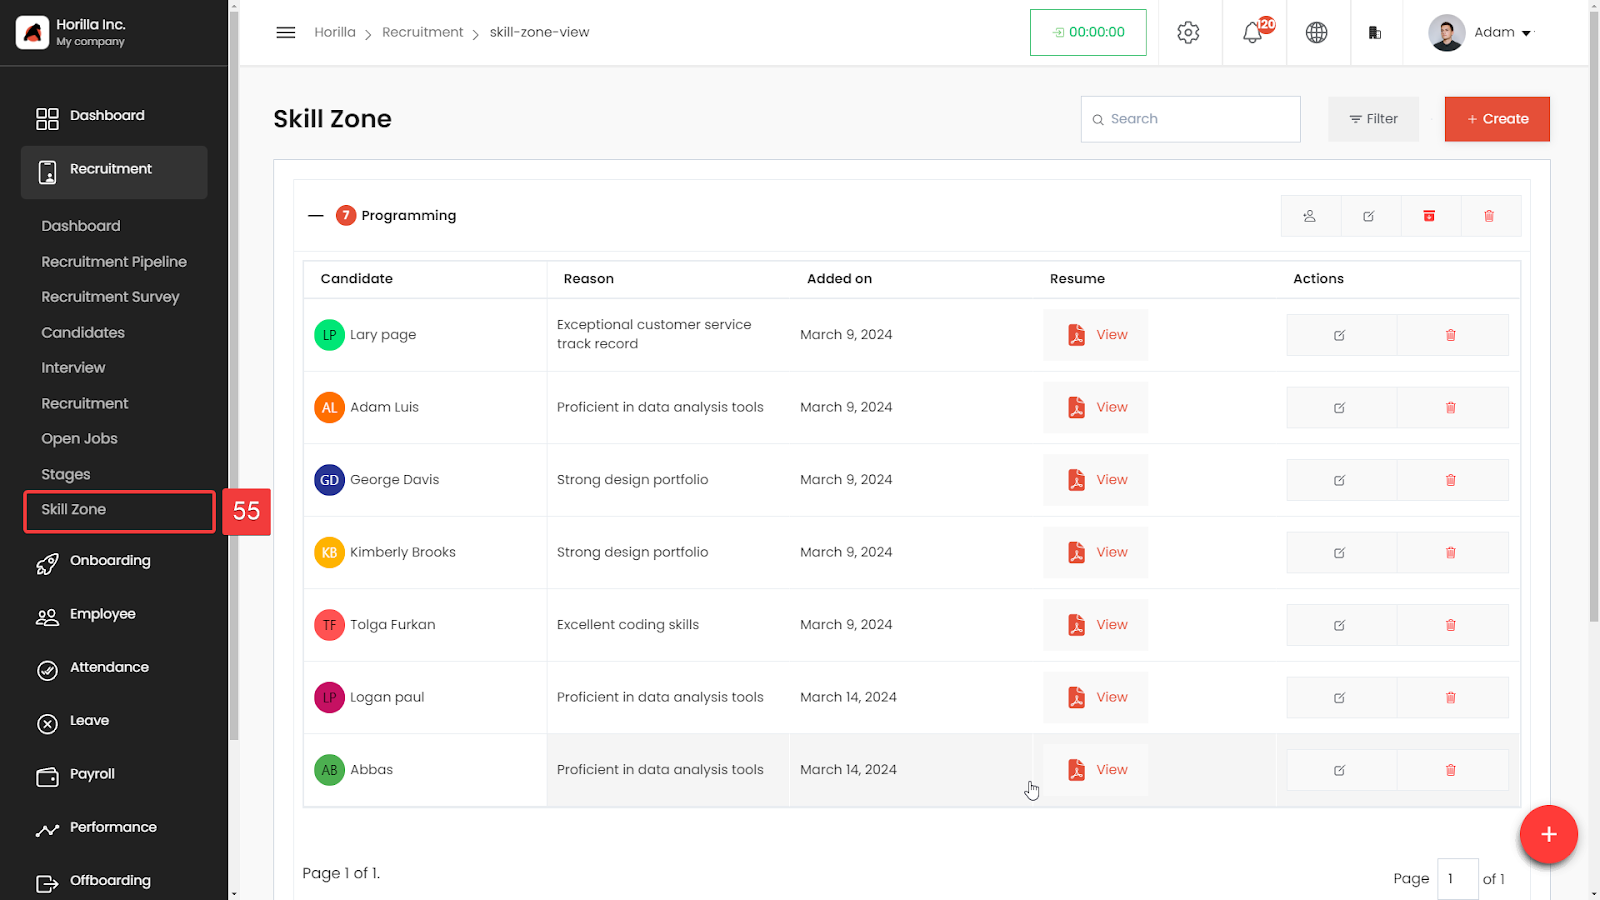 Horilla Inc.
My company
Horilla
Recruitment
skill-zone-view
00:00:00
120
Adam
Dashboard
Recruitment
Dashboard
Recruitment Pipeline
Recruitment Survey
Candidates
Interview
Recruitment
Open Jobs
Stages
Skill Zone
55
Onboarding
Employee
Attendance
Leave
Payroll
Performance
Offboarding
Skill Zone
Search
Filter
+ Create
7 Programming
Candidate Reason Added on Resume Actions
LP Lary page Exceptional customer service March 9, 2024 View
track record
AL Adam Luis Proficient in data analysis tools March 9, 2024 View
GD George Davis Strong design portfolio March 9, 2024 View
KB Kimberly Brooks Strong design portfolio March 9, 2024 View
TF Tolga Furkan Excellent coding skills March 9, 2024 View
LP Logan paul Proficient in data analysis tools March 14, 2024 View
AB Abbas Proficient in data analysis tools March 14, 2024 View
+
Page 1 of 1.
Page 1 of 1